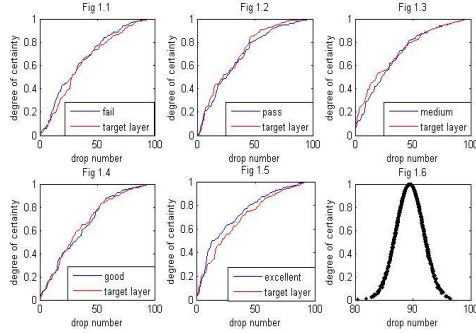 Fig 1.1
degree of certainty
1
0.8
0.6
0.4
0.2
0
0
50
100
drop number
fail
target layer
Fig 1.2
degree of certainty
1
0.8
0.6
0.4
0.2
0
0
50
100
drop number
pass
target layer
Fig 1.3
degree of certainty
1
0.8
0.6
0.4
0.2
0
0
50
100
drop number
medium
target layer
Fig 1.4
degree of certainty
1
0.8
0.6
0.4
0.2
0
0
50
100
drop number
good
target layer
Fig 1.5
degree of certainty
1
0.8
0.6
0.4
0.2
0
0
50
100
drop number
excellent
target layer
Fig 1.6
degree of certainty
1
0.8
0.6
0.4
0.2
0
80
90
100
drop number